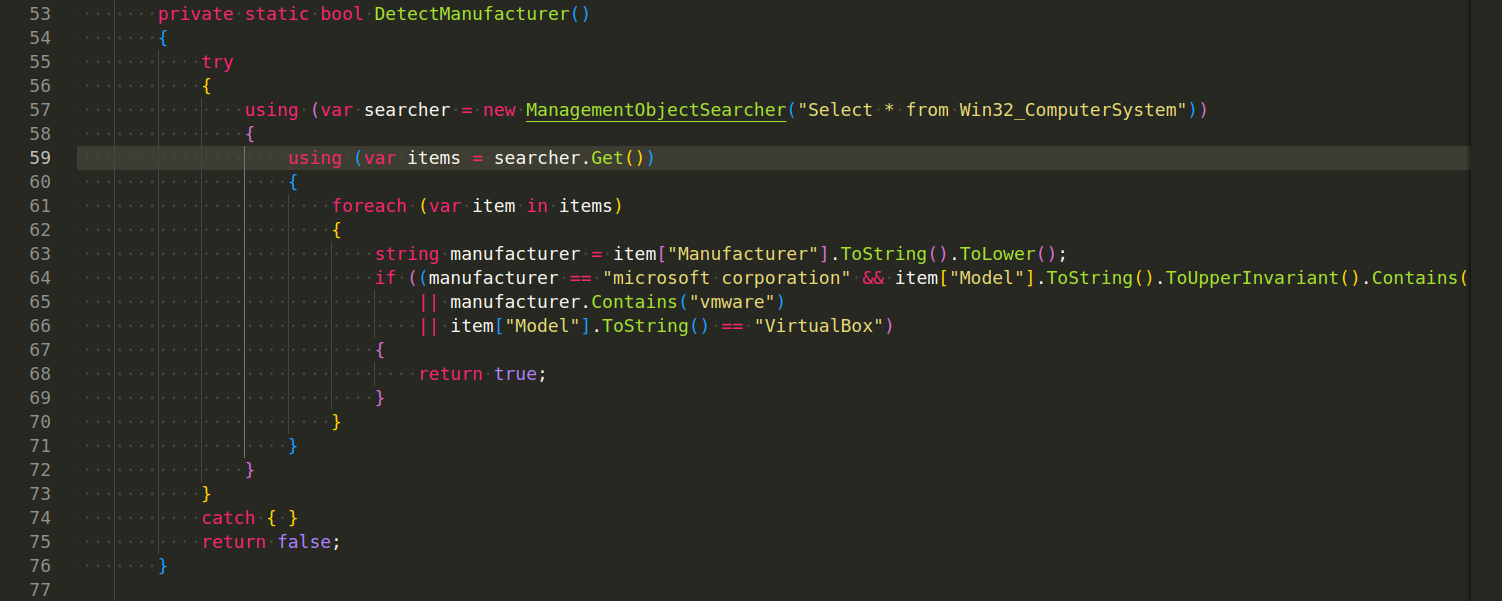 53 private static bool DetectManufacturer()
54 {
55 try
56 {
57 using (var searcher = new ManagementObjectSearcher("Select * from Win32_ComputerSystem"))
58 {
59 using (var items = searcher.Get())
60 {
61 foreach (var item in items)
62 {
63 string manufacturer = item["Manufacturer"].ToString().ToLower();
64 if ((manufacturer == "microsoft corporation" && item["Model"].ToString().ToUpperInvariant().Contains(
65 || manufacturer.Contains("vmware")
66 || item["Model"].ToString() == "VirtualBox")
67 {
68 return true;
69 }
70 }
71 }
72 }
73 }
74 catch { }
75 return false;
76 }
77